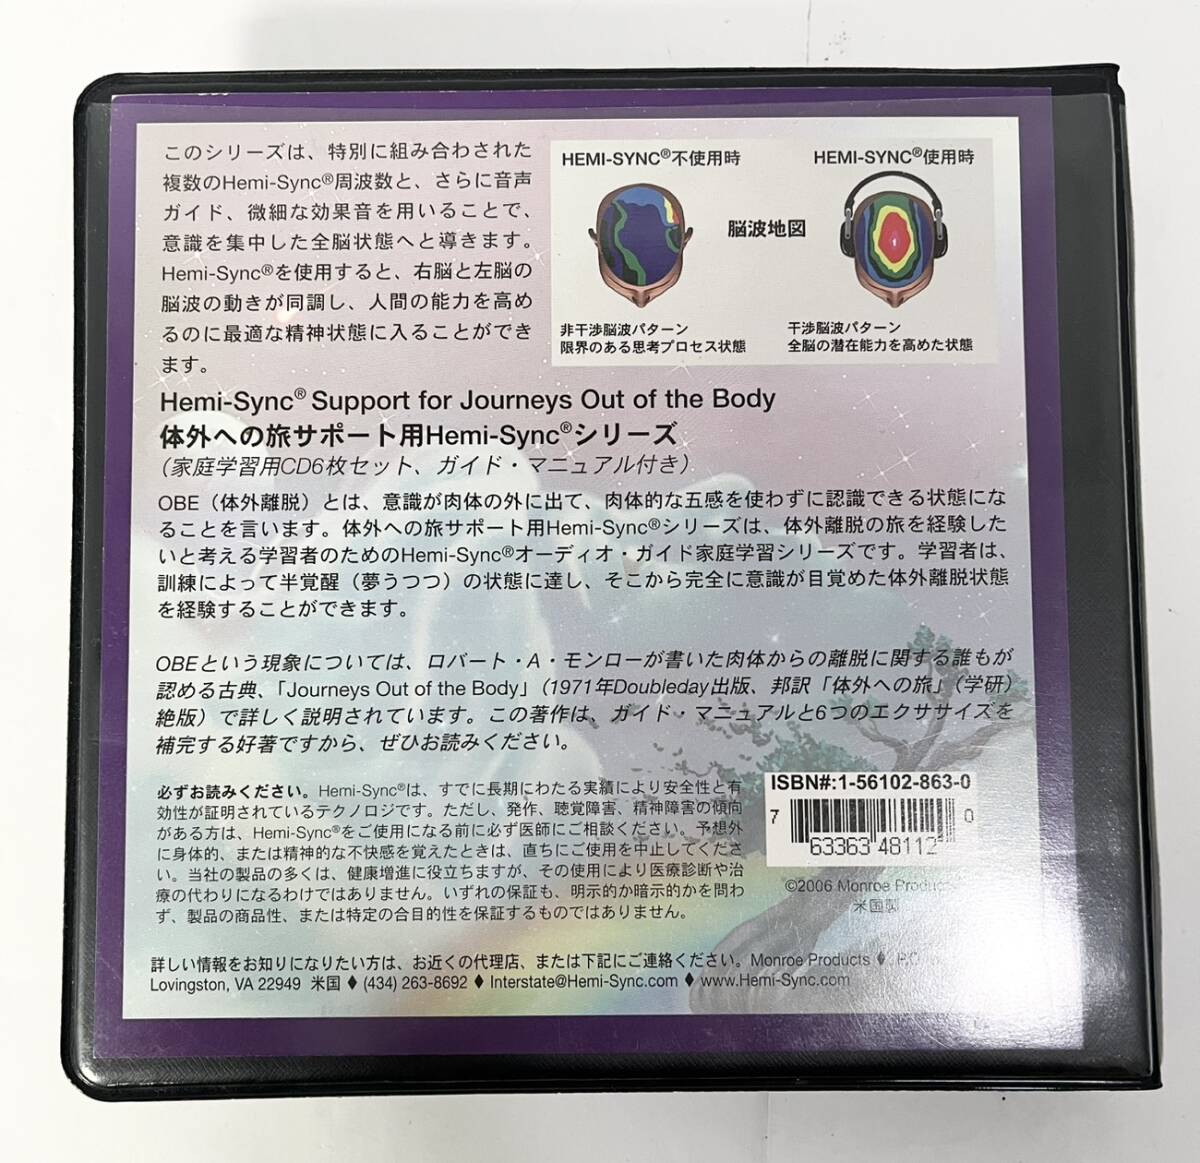 このシリーズは、特別に組み合わされた
複数のHemi-Sync®周波数と、さらに音声
ガイド、微細な効果音を用いることで、
意識を集中した全脳状態へと導きます。
Hemi-Sync®を使用すると、右脳と左脳の
脳波の動きが同調し、人間の能力を高め
るのに最適な精神状態に入ることができ
ます。
HEMI-SYNC®不使用時
HEMI-SYNC®使用時
脳波地図
非干渉脳波パターン
限界のある思考プロセス状態
干渉脳波パターン
全脳の潜在能力を高めた状態
Hemi-Sync® Support for Journeys Out of the Body
体外への旅サポート用Hemi-Sync®シリーズ
（家庭学習用CD6枚セット、ガイド・マニュアル付き）
OBE（体外離脱）とは、意識が肉体の外に出て、肉体的な五感を使わずに認識できる状態にな
ることを言います。体外への旅サポート用Hemi-Sync®シリーズは、体外離脱の旅を経験した
いと考える学習者のためのHemi-Sync®オーディオ・ガイド家庭学習シリーズです。学習者は、
訓練によって半覚醒（夢うつつ）の状態に達し、そこから完全に意識が目覚めた体外離脱状態
を経験することができます。
OBEという現象については、ロバート・A・モンローが書いた肉体からの離脱に関する誰もが
認める古典、「Journeys Out of the Body」（1971年Doubleday出版、邦訳「体外への旅」（学研）
絶版）で詳しく説明されています。この著作は、ガイド・マニュアルと6つのエクササイズを
補完する好著ですから、ぜひお読みください。
必ずお読みください。Hemi-Sync®は、すでに長期にわたる実績により安全性と有
効性が証明されているテクノロジです。ただし、発作、聴覚障害、精神障害の傾向
がある方は、Hemi-Sync®をご使用になる前に必ず医師にご相談ください。予想外
に身体的、または精神的な不快感を覚えたときは、直ちにご使用を中止してくださ
い。当社の製品の多くは、健康増進に役立ちますが、その使用により医療診断や治
療の代わりになるわけではありません。いずれの保証も、明示的か暗示的かを問わ
ず、製品の商品性、または特定の合目的性を保証するものではありません。
ISBN#:1-56102-863-0
7 63363 48112 0
©2006 Monroe Produc
米国製
詳しい情報をお知りになりたい方は、お近くの代理店、または下記にご連絡ください。Monroe Products ♦
Lovingston, VA 22949 米国 ♦ (434) 263-8692 ♦ Interstate@Hemi-Sync.com ♦ www.Hemi-Sync.com